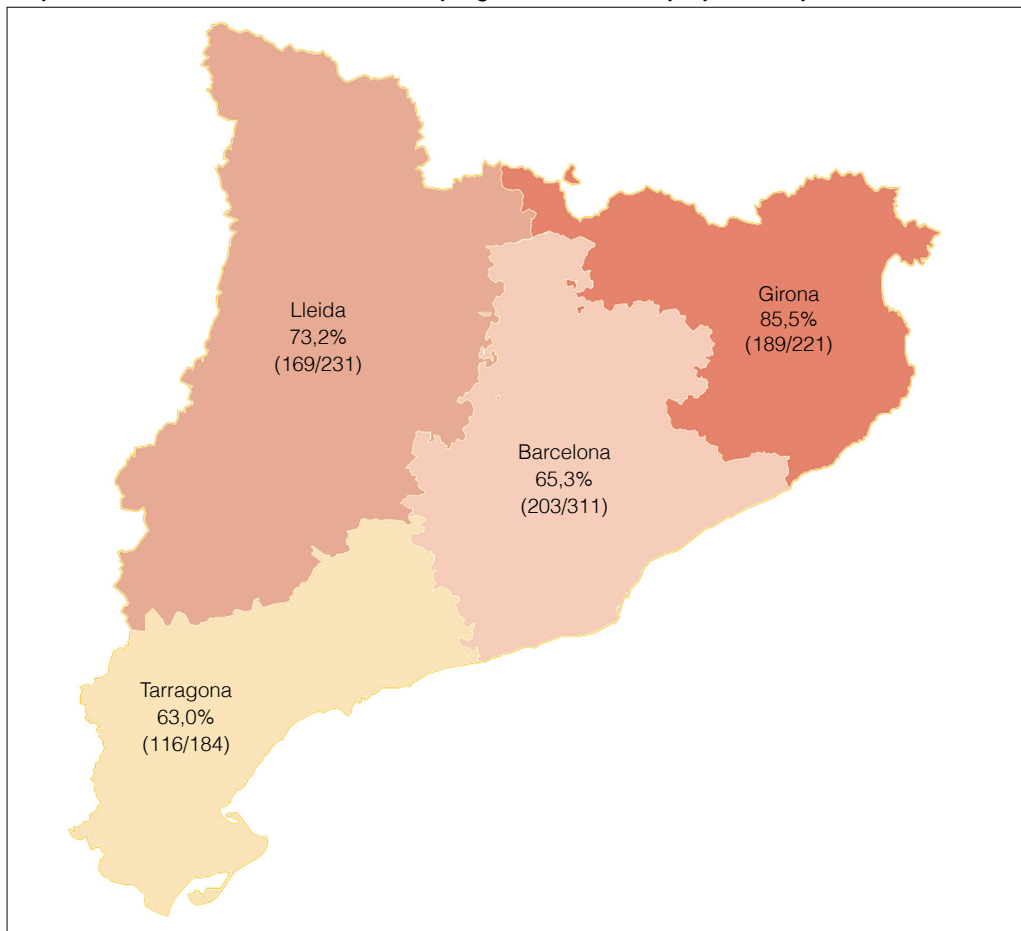 Girona
85,5%
(189/221)
Lleida
73,2%
(169/231)
Barcelona
65,3%
(203/311)
Tarragona
63,0%
(116/184)